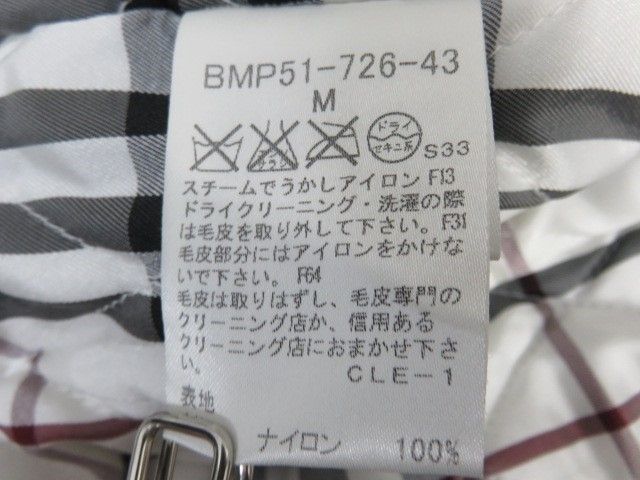 BMP51-726-43
M
エンソサラシ
ドライ
セキユ系
S33
スチームでうかしアイロン F13
ドライクリーニング・洗濯の際
は毛皮を取り外して下さい。F31
毛皮部分にはアイロンをかけな
いで下さい。 F64
毛皮は取りはずし、毛皮専門の
クリーニング店か、信用ある
クリーニング店におまかせ下さ
い。
CLE-1
表地
ナイロン 100%